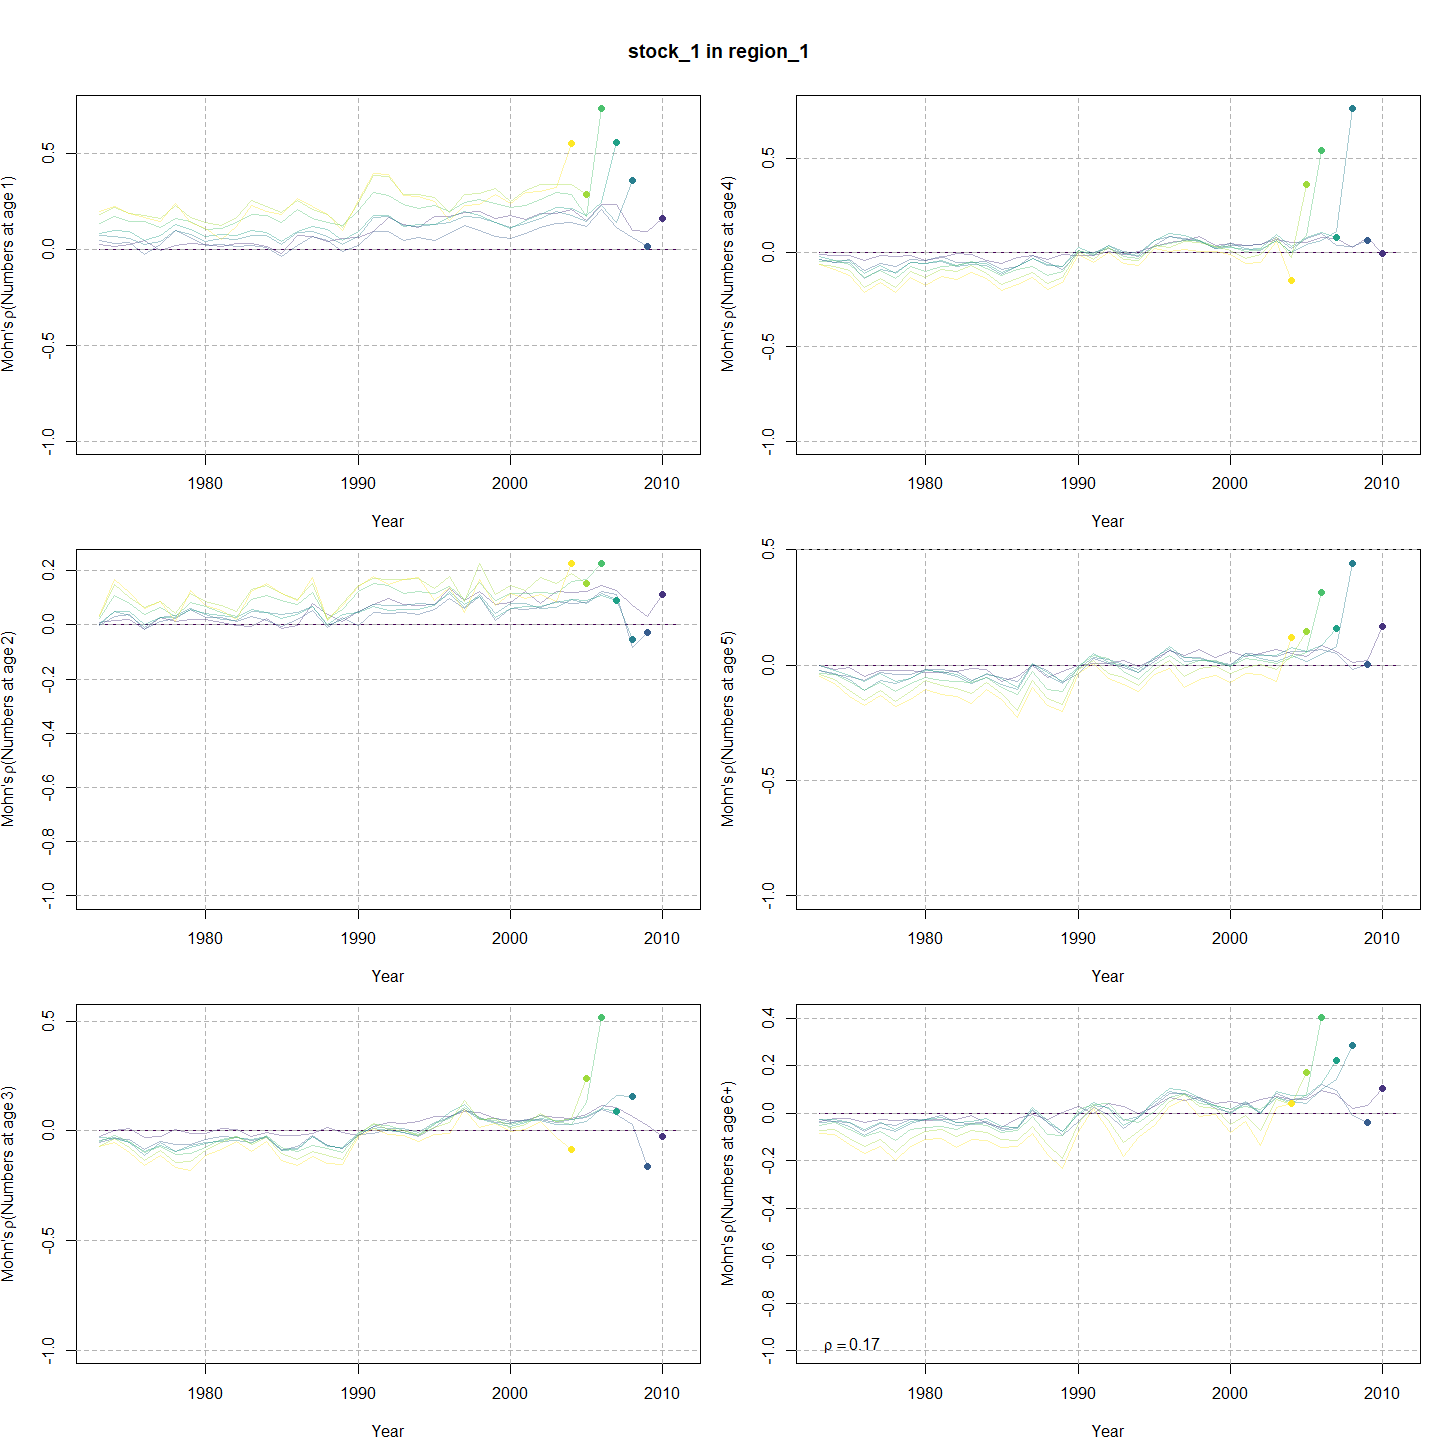 stock_1 in region_1
Mohn's ρ(Numbers at age 1)
0.5
0.0
-0.5
-1.0
1980 1990 2000 2010
Year
Mohn's ρ(Numbers at age 4)
0.5
0.0
-0.5
-1.0
1980 1990 2000 2010
Year
Mohn's ρ(Numbers at age 2)
0.2
0.0
-0.2
-0.4
-0.6
-0.8
-1.0
1980 1990 2000 2010
Year
Mohn's ρ(Numbers at age 5)
0.5
0.0
-0.5
-1.0
1980 1990 2000 2010
Year
Mohn's ρ(Numbers at age 3)
0.5
0.0
-0.5
-1.0
1980 1990 2000 2010
Year
Mohn's ρ(Numbers at age 6+)
0.4
0.2
0.0
-0.2
-0.4
-0.6
-0.8
-1.0
ρ = 0.17
1980 1990 2000 2010
Year